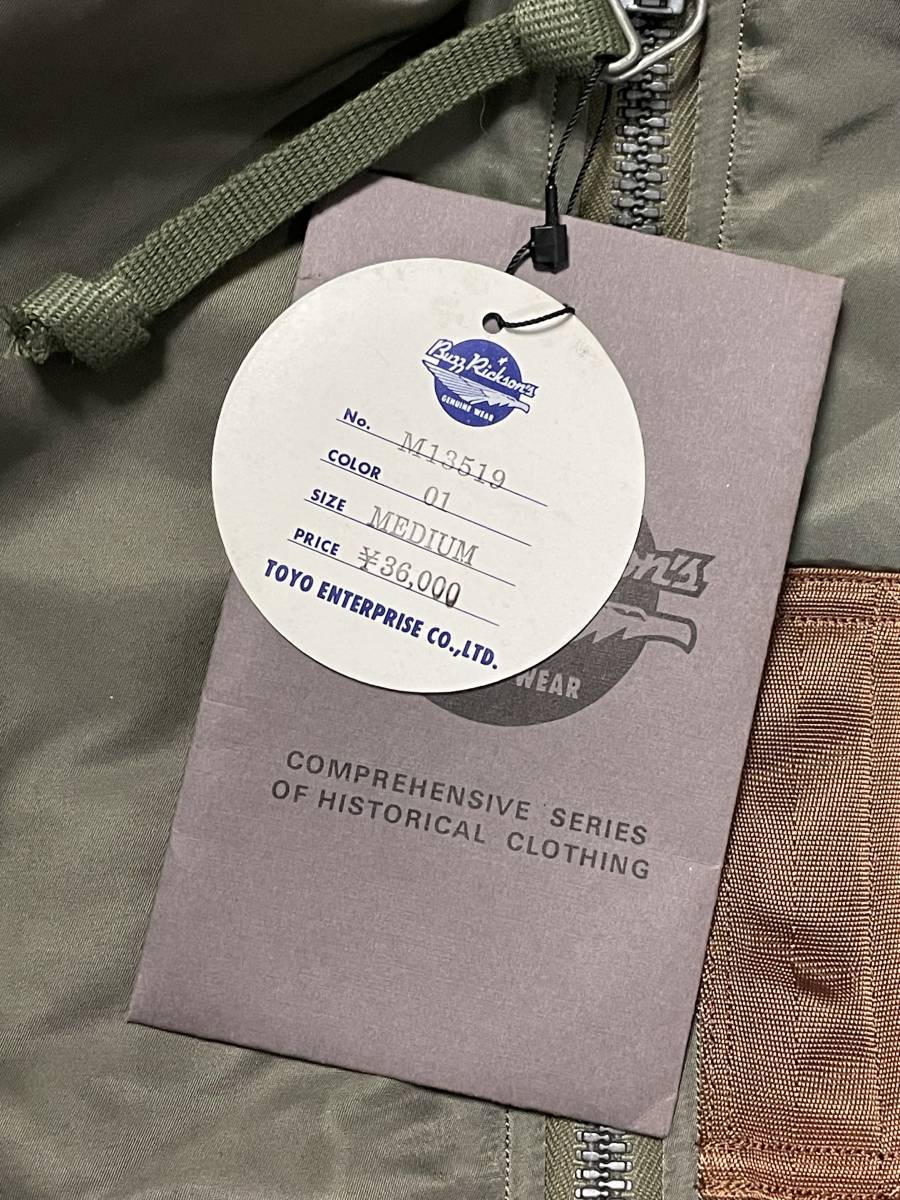 Buzz Rickson's
GENUINE WEAR
No. M13519
COLOR 01
SIZE MEDIUM
PRICE ¥36,000
TOYO ENTERPRISE CO.,LTD.
on's
WEAR
COMPREHENSIVE SERIES
OF HISTORICAL CLOTHING